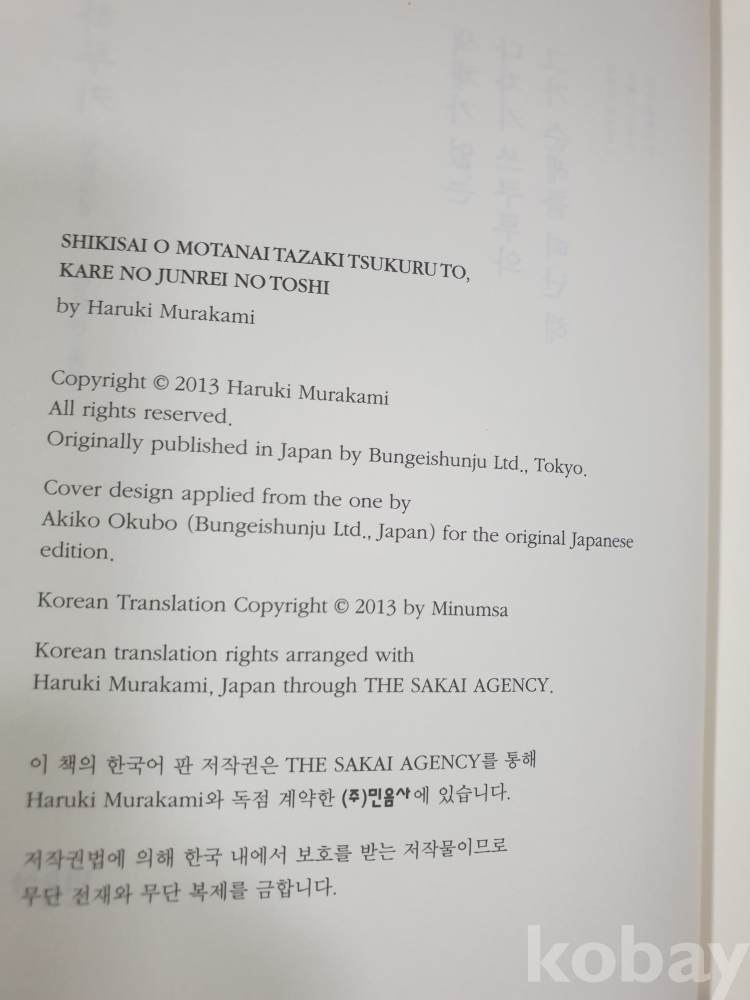 SHIKISAI O MOTANAI TAZAKI TSUKURU TO,
KARE NO JUNREI NO TOSHI
by Haruki Murakami
Copyright © 2013 Haruki Murakami
All rights reserved.
Originally published in Japan by Bungeishunju Ltd., Tokyo.
Cover design applied from the one by
Akiko Okubo (Bungeishunju Ltd., Japan) for the original Japanese
edition.
Korean Translation Copyright © 2013 by Minumsa
Korean translation rights arranged with
Haruki Murakami, Japan through THE SAKAI AGENCY.
이 책의 한국어 판 저작권은 THE SAKAI AGENCY를 통해
Haruki Murakami와 독점 계약한 (주)민음사에 있습니다.
저작권법에 의해 한국 내에서 보호를 받는 저작물이므로
무단 전재와 무단 복제를 금합니다.
kobay